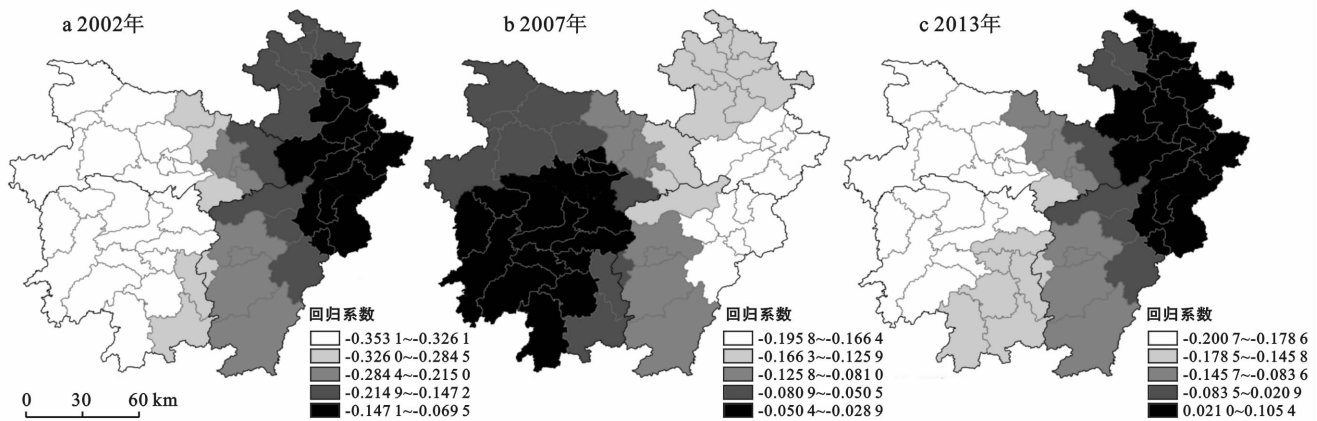 a 2002年
b 2007年
c 2013年
回归系数
-0.353 1~-0.326 1
-0.326 0~-0.284 5
-0.284 4~-0.215 0
-0.214 9~-0.147 2
-0.147 1~-0.069 5
回归系数
-0.195 8~-0.166 4
-0.166 3~-0.125 9
-0.125 8~-0.081 0
-0.080 9~-0.050 5
-0.050 4~-0.028 9
回归系数
-0.200 7~-0.178 6
-0.178 5~-0.145 8
-0.145 7~-0.083 6
-0.083 5~-0.020 9
0.021 0~0.105 4
0 30 60 km